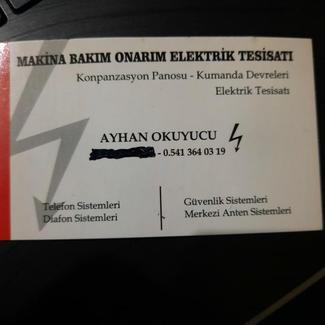 MAKİNA BAKIM ONARIM ELEKTRİK TESİSATI
Konpanzasyon Panosu - Kumanda Devreleri
Elektrik Tesisatı
AYHAN OKUYUCU
- 0.541 364 03 19
Telefon Sistemleri
Diafon Sistemleri
Güvenlik Sistemleri
Merkezi Anten Sistemleri